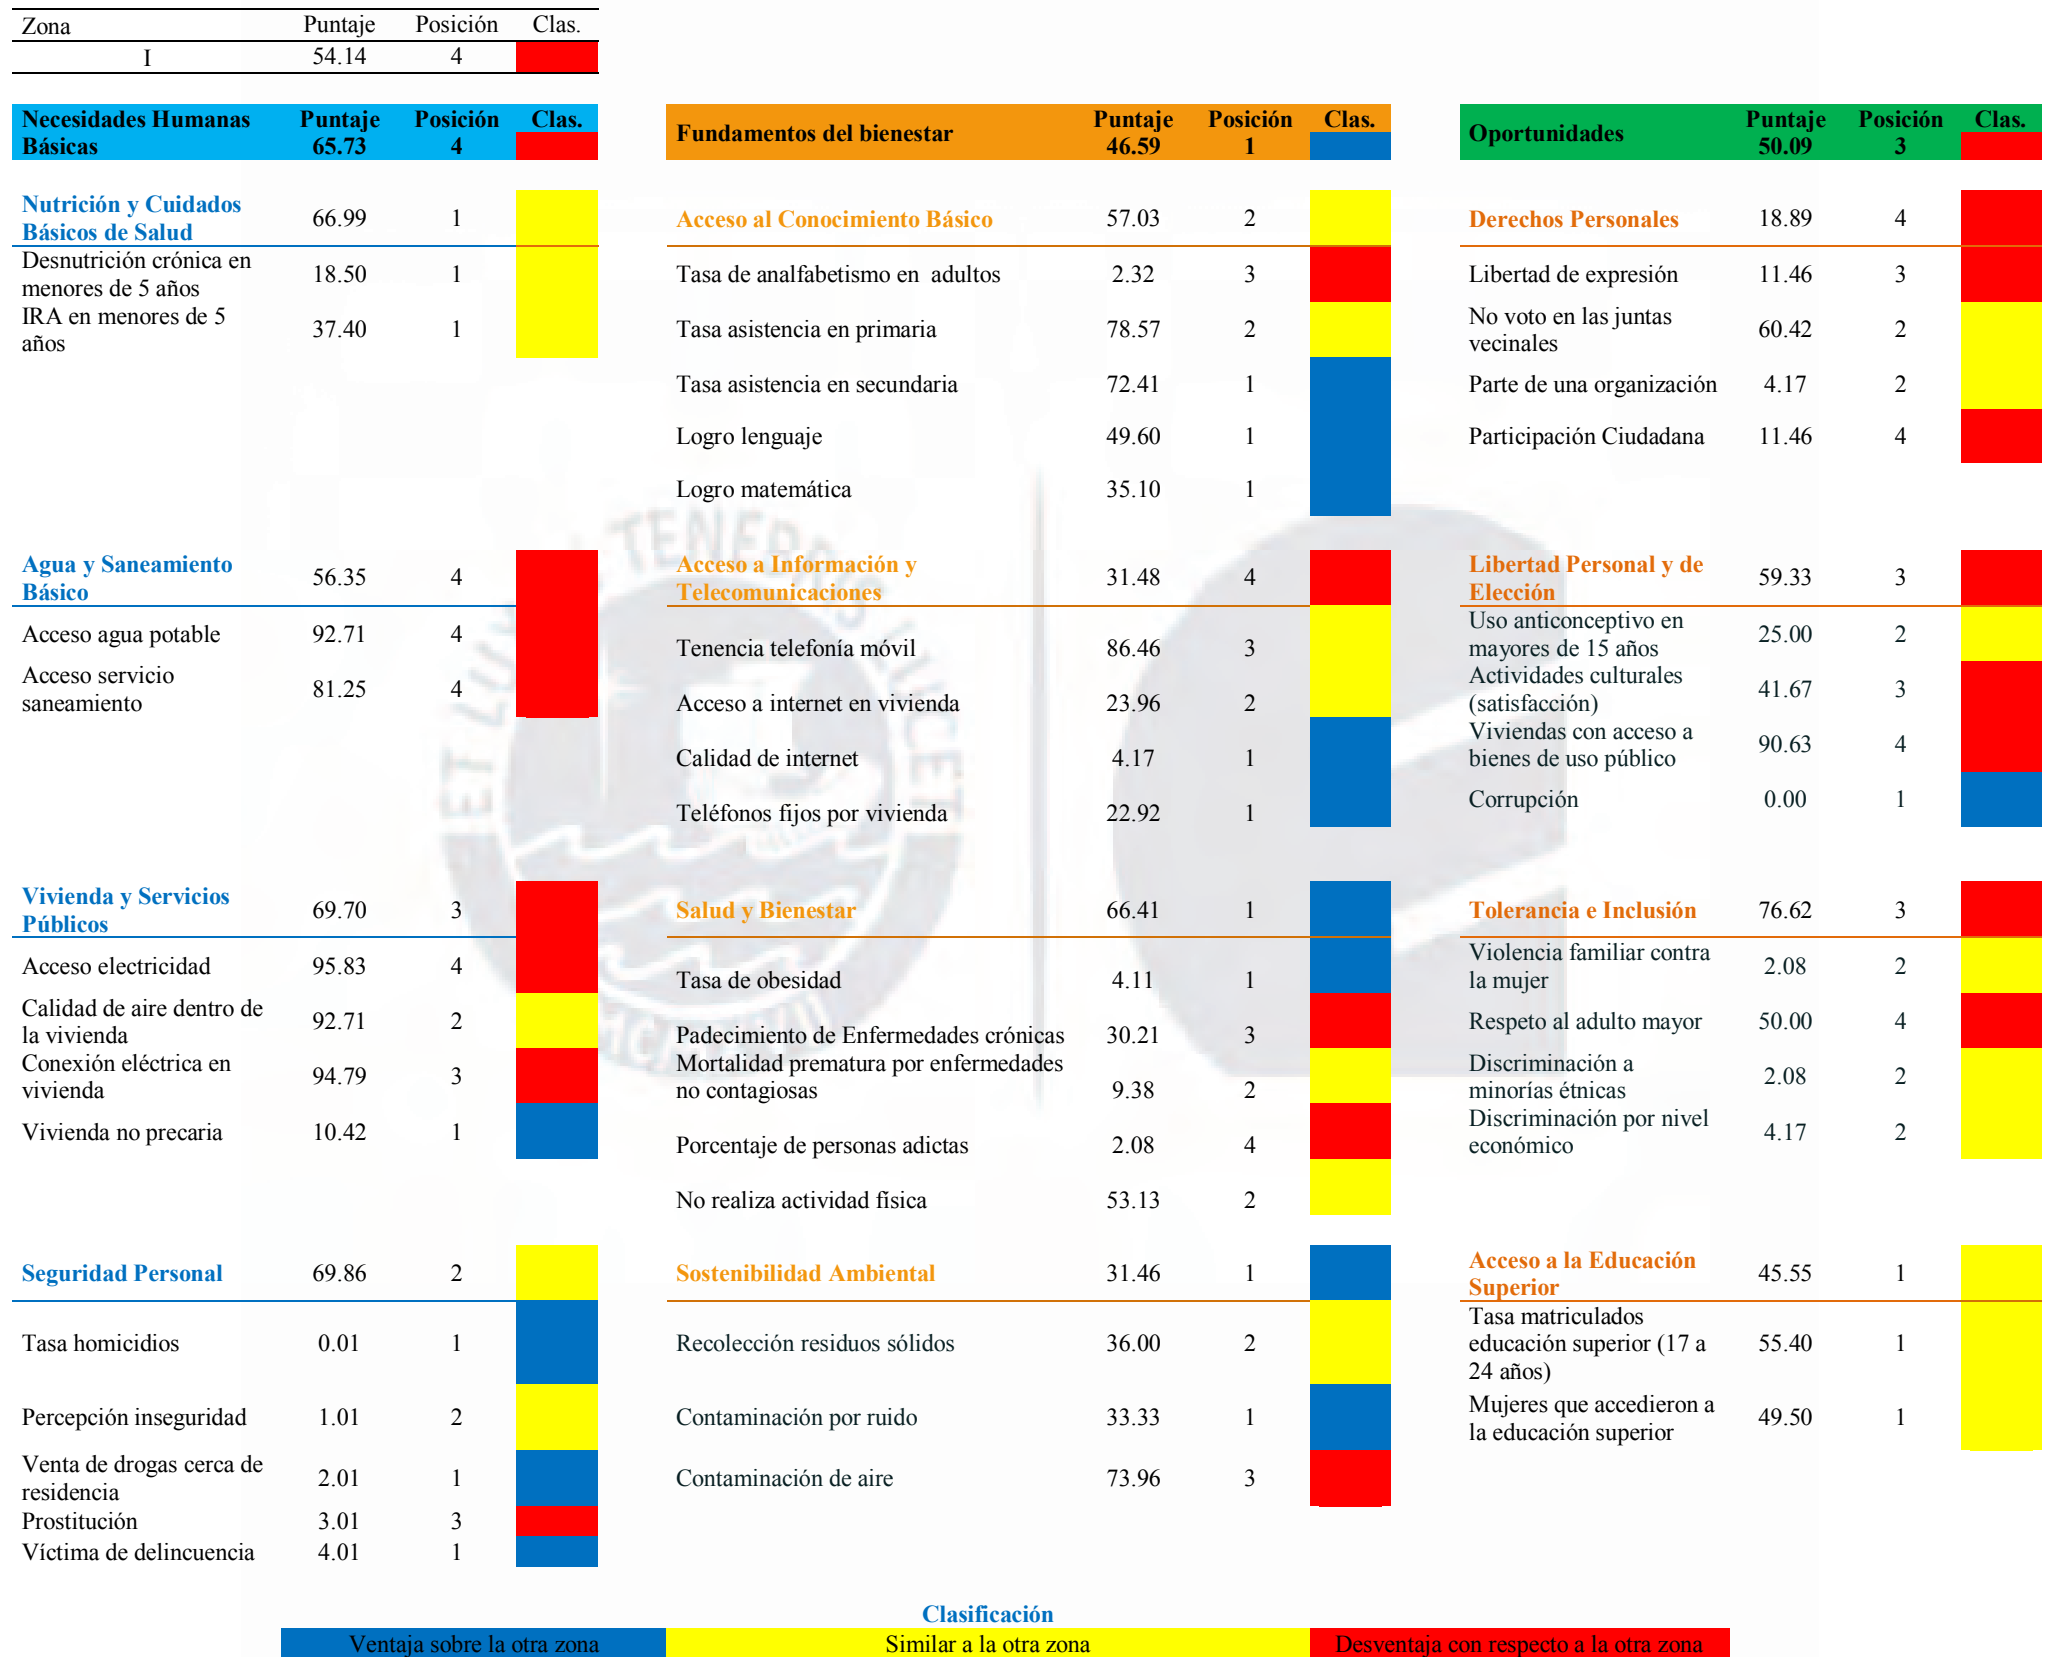 Zona Puntaje Posición Clas.
I 54.14 4
Necesidades Humanas Puntaje Posición Clas.
Básicas 65.73 4
Nutrición y Cuidados
Básicos de Salud 66.99 1
Desnutrición crónica en
menores de 5 años 18.50 1
IRA en menores de 5
años 37.40 1
Agua y Saneamiento
Básico 56.35 4
Acceso agua potable 92.71 4
Acceso servicio
saneamiento 81.25 4
Vivienda y Servicios
Públicos 69.70 3
Acceso electricidad 95.83 4
Calidad de aire dentro de
la vivienda 92.71 2
Conexión eléctrica en
vivienda 94.79 3
Vivienda no precaria 10.42 1
Seguridad Personal 69.86 2
Tasa homicidios 0.01 1
Percepción inseguridad 1.01 2
Venta de drogas cerca de
residencia 2.01 1
Prostitución 3.01 3
Víctima de delincuencia 4.01 1
Fundamentos del bienestar Puntaje Posición Clas.
46.59 1
Acceso al Conocimiento Básico 57.03 2
Tasa de analfabetismo en adultos 2.32 3
Tasa asistencia en primaria 78.57 2
Tasa asistencia en secundaria 72.41 1
Logro lenguaje 49.60 1
Logro matemática 35.10 1
Acceso a Información y
Telecomunicaciones 31.48 4
Tenencia telefonía móvil 86.46 3
Acceso a internet en vivienda 23.96 2
Calidad de internet 4.17 1
Teléfonos fijos por vivienda 22.92 1
Salud y Bienestar 66.41 1
Tasa de obesidad 4.11 1
Padecimiento de Enfermedades crónicas 30.21 3
Mortalidad prematura por enfermedades
no contagiosas 9.38 2
Porcentaje de personas adictas 2.08 4
No realiza actividad física 53.13 2
Sostenibilidad Ambiental 31.46 1
Recolección residuos sólidos 36.00 2
Contaminación por ruido 33.33 1
Contaminación de aire 73.96 3
Oportunidades Puntaje Posición Clas.
50.09 3
Derechos Personales 18.89 4
Libertad de expresión 11.46 3
No voto en las juntas
vecinales 60.42 2
Parte de una organización 4.17 2
Participación Ciudadana 11.46 4
Libertad Personal y de
Elección 59.33 3
Uso anticonceptivo en
mayores de 15 años 25.00 2
Actividades culturales
(satisfacción) 41.67 3
Viviendas con acceso a
bienes de uso público 90.63 4
Corrupción 0.00 1
Tolerancia e Inclusión 76.62 3
Violencia familiar contra
la mujer 2.08 2
Respeto al adulto mayor 50.00 4
Discriminación a
minorías étnicas 2.08 2
Discriminación por nivel
económico 4.17 2
Acceso a la Educación
Superior 45.55 1
Tasa matriculados
educación superior (17 a
24 años) 55.40 1
Mujeres que accedieron a
la educación superior 49.50 1
Clasificación
Ventaja sobre la otra zona Similar a la otra zona Desventaja con respecto a la otra zona